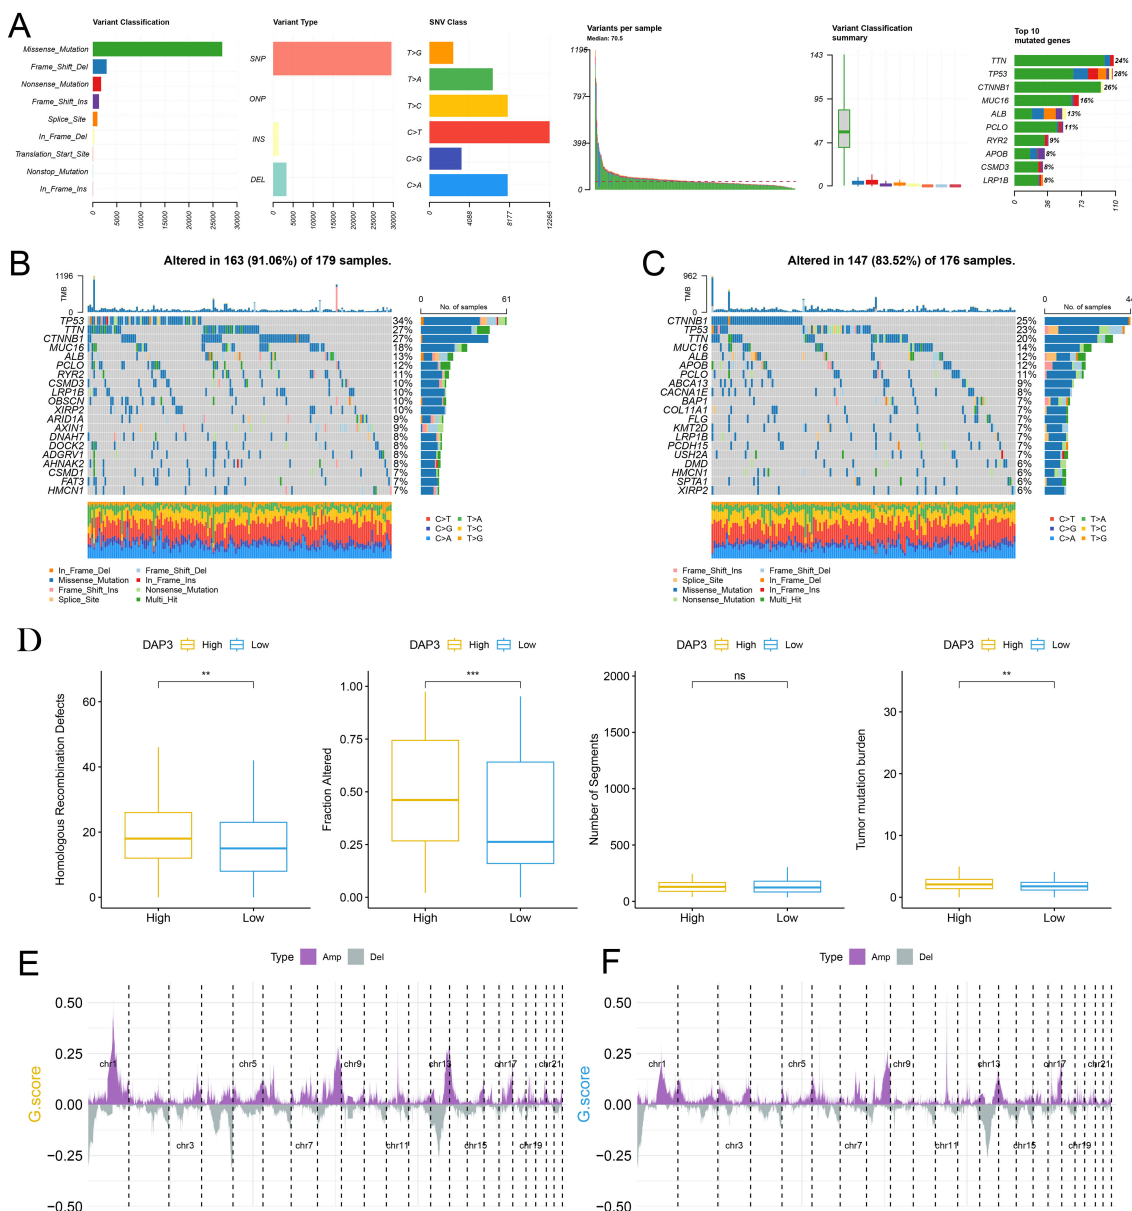 A
Variant Classification
Missense_Mutation
Frame_Shift_Del
Nonsense_Mutation
Frame_Shift_Ins
Splice_Site
In_Frame_Del
Translation_Start_Site
Nonstop_Mutation
In_Frame_Ins
0
5000
10000
15000
20000
25000
30000
Variant Type
SNP
ONP
INS
DEL
0
5000
10000
15000
20000
25000
30000
SNV Class
T>G
T>A
T>C
C>T
C>G
C>A
0
4088
8177
12266
Variants per sample
Median: 70.5
1196
797
398
0
Variant Classification
summary
143
95
47
0
Top 10
mutated genes
TTN 24%
TP53 28%
CTNNB1 26%
MUC16 16%
ALB 13%
PCLO 11%
RYR2 9%
APOB 8%
CSMD3 8%
LRP1B 8%
0
36
73
110
B
Altered in 163 (91.06%) of 179 samples.
1196
TMB
0
0 61
No. of samples
TP53 34%
TTN 27%
CTNNB1 27%
MUC16 18%
ALB 13%
PCLO 12%
RYR2 11%
CSMD3 10%
LRP1B 10%
OBSCN 10%
XIRP2 10%
ARID1A 9%
AXIN1 9%
DNAH7 8%
DOCK2 8%
ADGRV1 8%
AHNAK2 8%
CSMD1 7%
FAT3 7%
HMCN1 7%
C>T T>A
C>G T>C
C>A T>G
In_Frame_Del Frame_Shift_Del
Missense_Mutation In_Frame_Ins
Frame_Shift_Ins Nonsense_Mutation
Splice_Site Multi_Hit
C
Altered in 147 (83.52%) of 176 samples.
962
TMB
0
0 44
No. of samples
CTNNB1 25%
TP53 23%
TTN 20%
MUC16 14%
ALB 12%
APOB 12%
PCLO 11%
ABCA13 9%
CACNA1E 8%
BAP1 7%
COL11A1 7%
FLG 7%
KMT2D 7%
LRP1B 7%
PCDH15 7%
USH2A 7%
DMD 6%
HMCN1 6%
SPTA1 6%
XIRP2 6%
C>T T>A
C>G T>C
C>A T>G
Frame_Shift_Ins Frame_Shift_Del
Splice_Site In_Frame_Del
Missense_Mutation In_Frame_Ins
Nonsense_Mutation Multi_Hit
D
DAP3 High Low
**
Homologous Recombination Defects
60
40
20
0
High Low
DAP3 High Low
***
Fraction Altered
1.00
0.75
0.50
0.25
0.00
High Low
DAP3 High Low
ns
Number of Segments
2000
1500
1000
500
0
High Low
DAP3 High Low
**
Tumor mutation burden
30
20
10
0
High Low
E
Type Amp Del
G.score
0.50
0.25
0.00
−0.25
−0.50
chr1 chr5 chr9 chr13 chr17 chr21
chr3 chr7 chr11 chr15 chr19
F
Type Amp Del
G.score
0.50
0.25
0.00
−0.25
−0.50
chr1 chr5 chr9 chr13 chr17 chr21
chr3 chr7 chr11 chr15 chr19